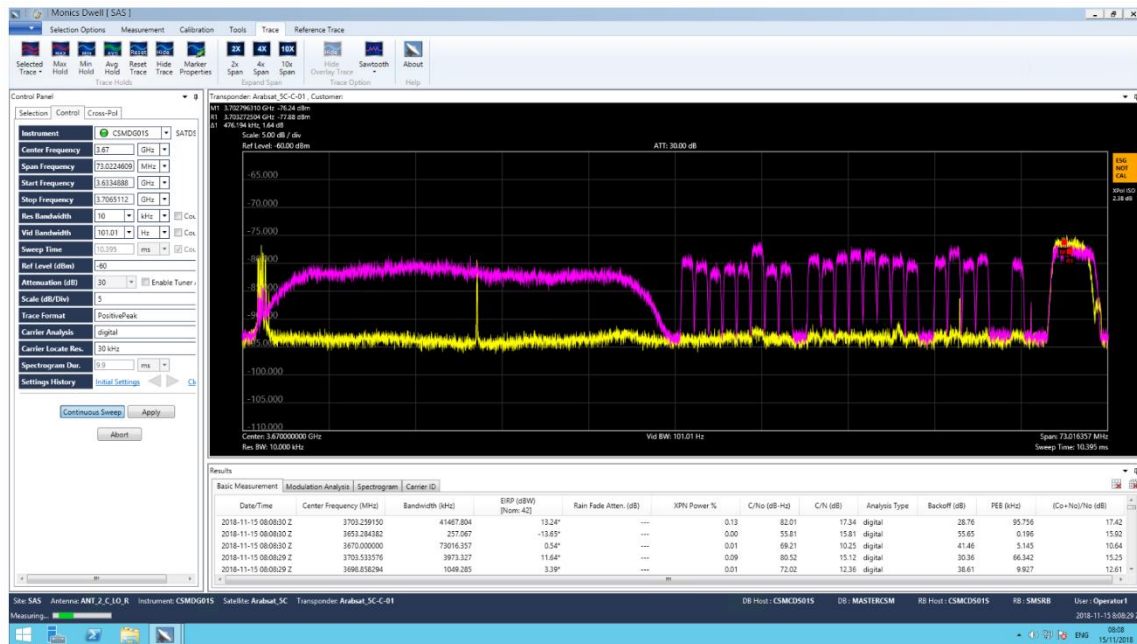 Monics Dwell [ SAS ]
Selection Options Measurement Calibration Tools Trace Reference Trace
Selected Trace Max Hold Min Hold Avg Hold Reset Trace Hide Trace Marker Properties 2X 2x Span 4X 4x Span 10X 10x Span Hide Overlay Trace Sawtooth About
Trace Holds Expand Span Trace Option Help
Control Panel
Selection Control Cross-Pol
Instrument CSMDG01S SATDS
Center Frequency 3.67 GHz
Span Frequency 73.0224609 MHz
Start Frequency 3.6334888 GHz
Stop Frequency 3.7065112 GHz
Res Bandwidth 10 kHz Cou
Vid Bandwidth 101.01 Hz Cou
Sweep Time 10.395 ms Cou
Ref Level (dBm) -60
Attenuation (dB) 30 Enable Tuner
Scale (dB/Div) 5
Trace Format PositivePeak
Carrier Analysis digital
Carrier Locate Res. 30 kHz
Spectrogram Dur. 9.9 ms
Settings History Initial Settings
Continuous Sweep Apply
Abort
Transponder: Arabsat_5C-C-01 , Customer:
M1 3.702796310 GHz -76.24 dBm
R1 3.703272504 GHz -77.88 dBm
Δ1 476.194 kHz, 1.64 dB
Scale: 5.00 dB / div
Ref Level: -60.00 dBm ATT: 30.00 dB
ESG NOT CAL
XPol ISO
2.38 dB
-65.000
-70.000
-75.000
-100.000
-105.000
-110.000
Center: 3.670000000 GHz Vid BW: 101.01 Hz Span: 73.016357 MHz
Res BW: 10.000 kHz Sweep Time: 10.395 ms
Results
Basic Measurement Modulation Analysis Spectrogram Carrier ID
Date/Time Center Frequency (MHz) Bandwidth (kHz) EIRP (dBW) [Nom: 42] Rain Fade Atten. (dB) XPN Power % C/No (dB-Hz) C/N (dB) Analysis Type Backoff (dB) PEB (kHz) (Co+No)/No (dB)
2018-11-15 08:08:30 Z 3703.259150 41467.804 13.24* --- 0.13 82.01 17.34 digital 28.76 95.756 17.42
2018-11-15 08:08:30 Z 3653.284382 257.067 -13.65* --- 0.00 55.81 15.81 digital 55.65 0.196 15.92
2018-11-15 08:08:30 Z 3670.000000 73016.357 0.54* --- 0.01 69.21 10.25 digital 41.46 5.145 10.64
2018-11-15 08:08:29 Z 3703.533576 3973.327 11.64* --- 0.09 80.52 15.12 digital 30.36 66.342 15.25
2018-11-15 08:08:29 Z 3698.858294 1049.285 3.39* --- 0.01 72.02 12.36 digital 38.61 9.927 12.61
Site: SAS Antenna: ANT_2_C_LO_R Instrument: CSMDG01S Satellite: Arabsat_5C Transponder: Arabsat_5C-C-01 DB Host : CSMCDS01S DB : MASTERCSM RB Host : CSMCDS01S RB : SMSRB User : Operator1
Measuring... 2018-11-15 8:08:29
ENG 08:08
15/11/2018